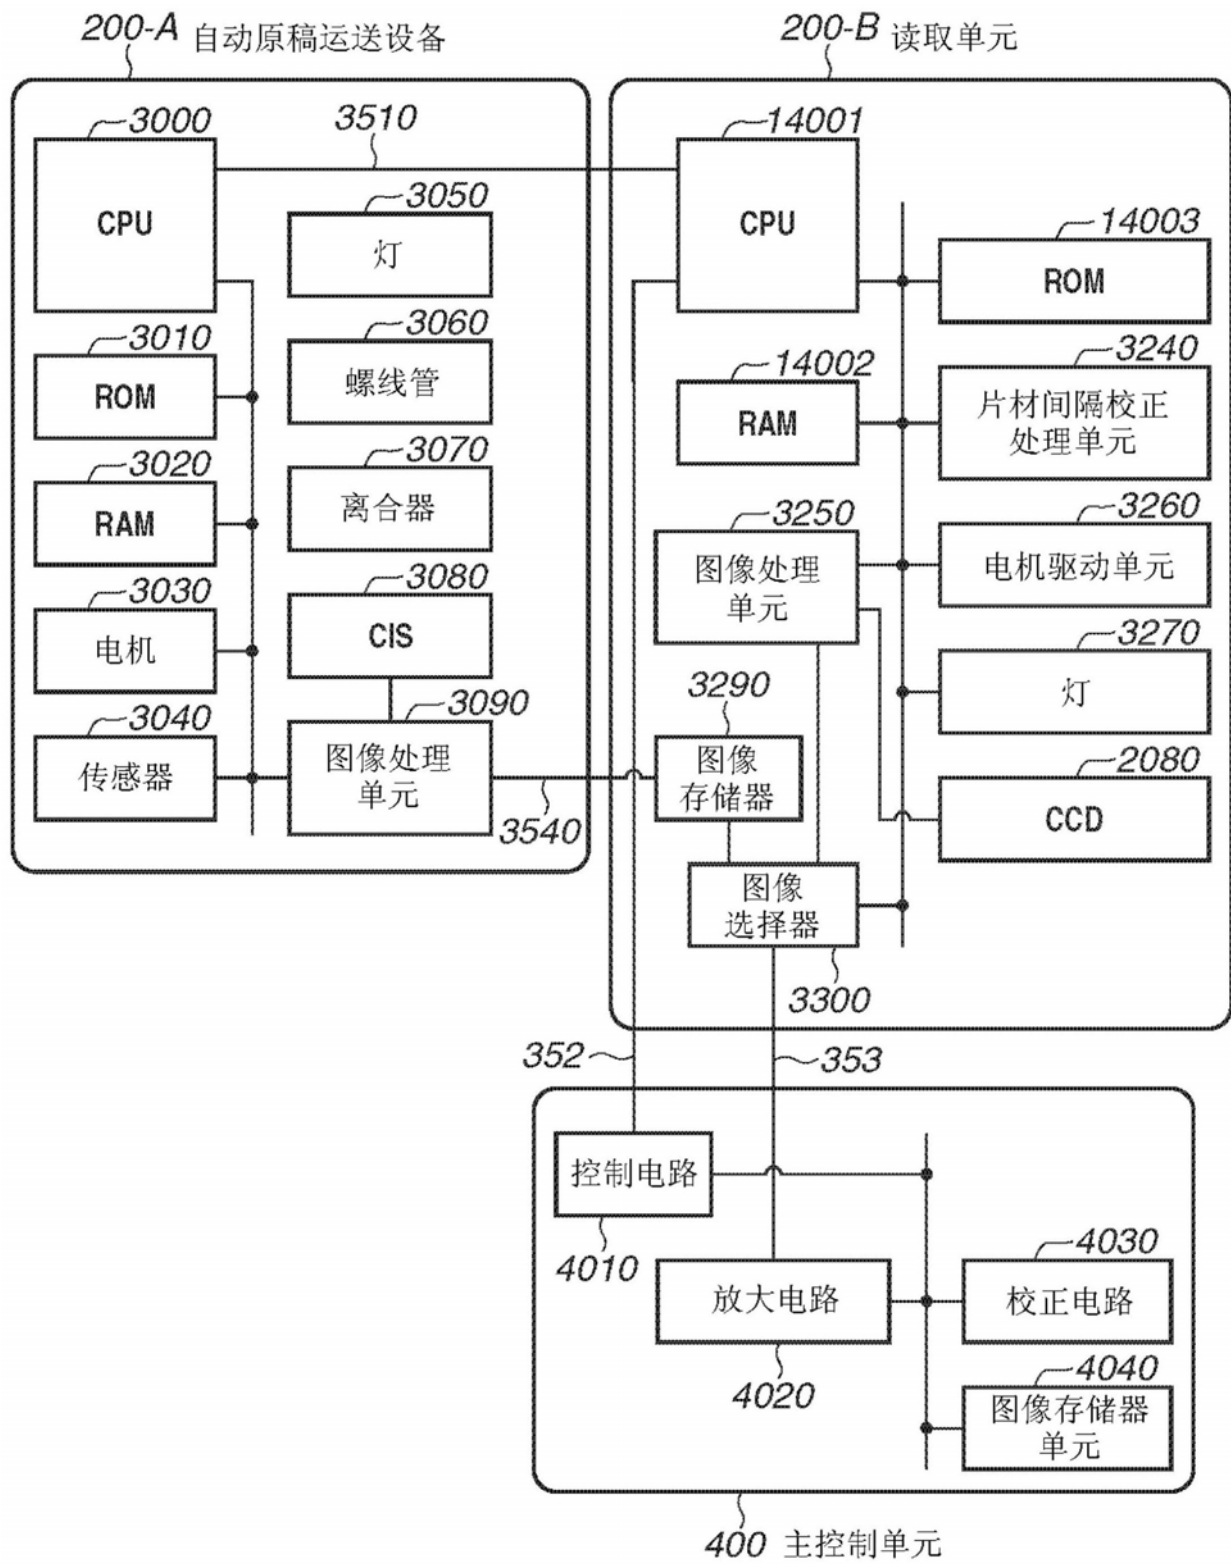 200-A 自动原稿运送设备
3000
CPU
3510
3050
灯
3010
ROM
3060
螺线管
3020
RAM
3070
离合器
3030
电机
3080
CIS
3040
传感器
3090
图像处理
单元
3540
200-B 读取单元
14001
CPU
14003
ROM
14002
RAM
3240
片材间隔校正
处理单元
3250
图像处理
单元
3260
电机驱动单元
3270
灯
3290
图像
存储器
2080
CCD
图像
选择器
3300
352
353
控制电路
4010
放大电路
4020
4030
校正电路
4040
图像存储器
单元
400 主控制单元